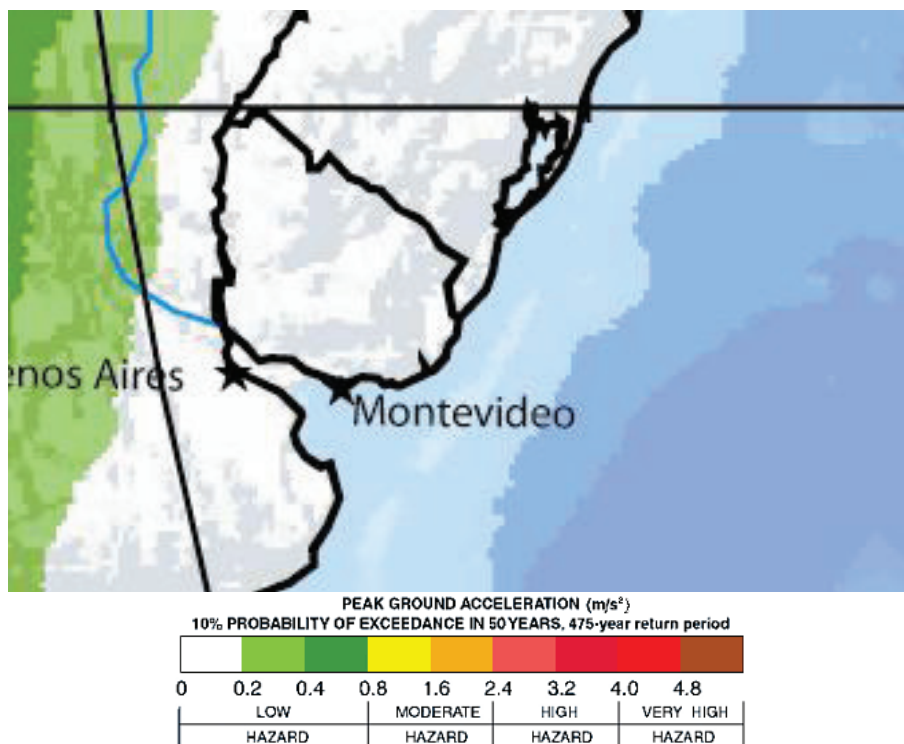 enos Aires
Montevideo
PEAK GROUND ACCELERATION (m/s²)
10% PROBABILITY OF EXCEEDANCE IN 50 YEARS, 475-year return period
0 0.2 0.4 0.8 1.6 2.4 3.2 4.0 4.8
LOW MODERATE HIGH VERY HIGH
HAZARD HAZARD HAZARD HAZARD